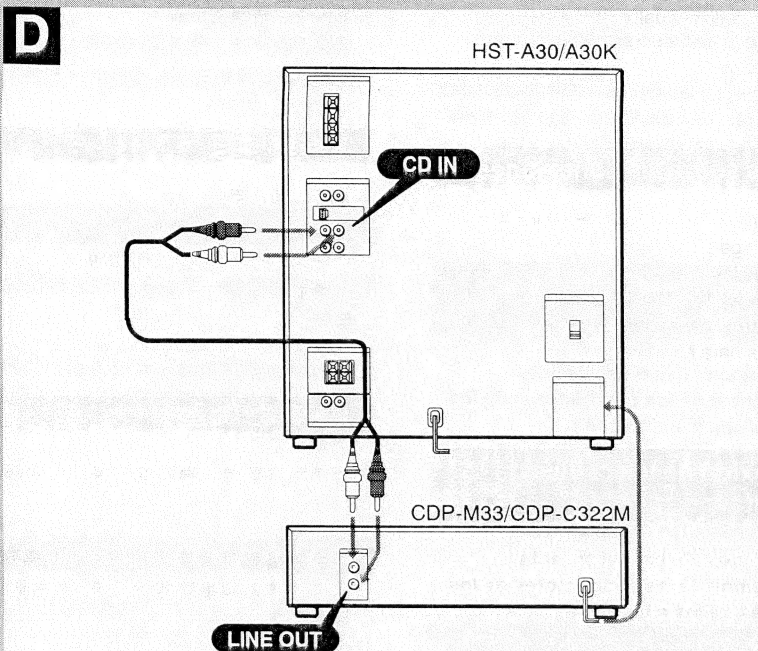 D
HST-A30/A30K
CD IN
CDP-M33/CDP-C322M
LINE OUT